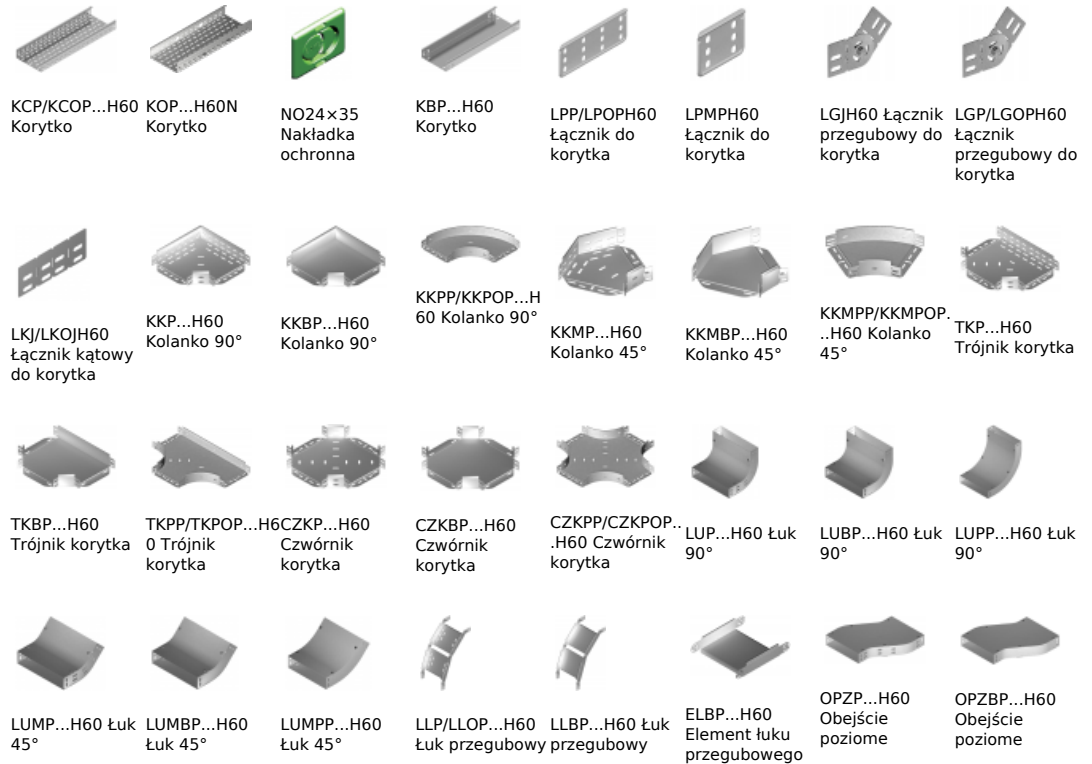 KCP/KCOP...H60
Korytko
KOP...H60N
Korytko
NO24×35
Nakładka
ochronna
KBP...H60
Korytko
LPP/LPOPH60
Łącznik do
korytka
LPMPH60
Łącznik do
korytka
LGJH60 Łącznik
przegubowy do
korytka
LGP/LGOPH60
Łącznik
przegubowy do
korytka
LKJ/LKOJH60
Łącznik kątowy
do korytka
KKP...H60
Kolanko 90°
KKBP...H60
Kolanko 90°
KKPP/KKPOP...H
60 Kolanko 90°
KKMP...H60
Kolanko 45°
KKMBP...H60
Kolanko 45°
KKMPP/KKMPOP.
..H60 Kolanko
45°
TKP...H60
Trójnik korytka
TKBP...H60
Trójnik korytka
TKPP/TKPOP...H6
0 Trójnik
korytka
CZKP...H60
Czwórnik
korytka
CZKBP...H60
Czwórnik
korytka
CZKPP/CZKPOP..
.H60 Czwórnik
korytka
LUP...H60 Łuk
90°
LUBP...H60 Łuk
90°
LUPP...H60 Łuk
90°
LUMP...H60 Łuk
45°
LUMBP...H60
Łuk 45°
LUMPP...H60
Łuk 45°
LLP/LLOP...H60
Łuk przegubowy
LLBP...H60 Łuk
przegubowy
ELBP...H60
Element łuku
przegubowego
OPZP...H60
Obejście
poziome
OPZBP...H60
Obejście
poziome